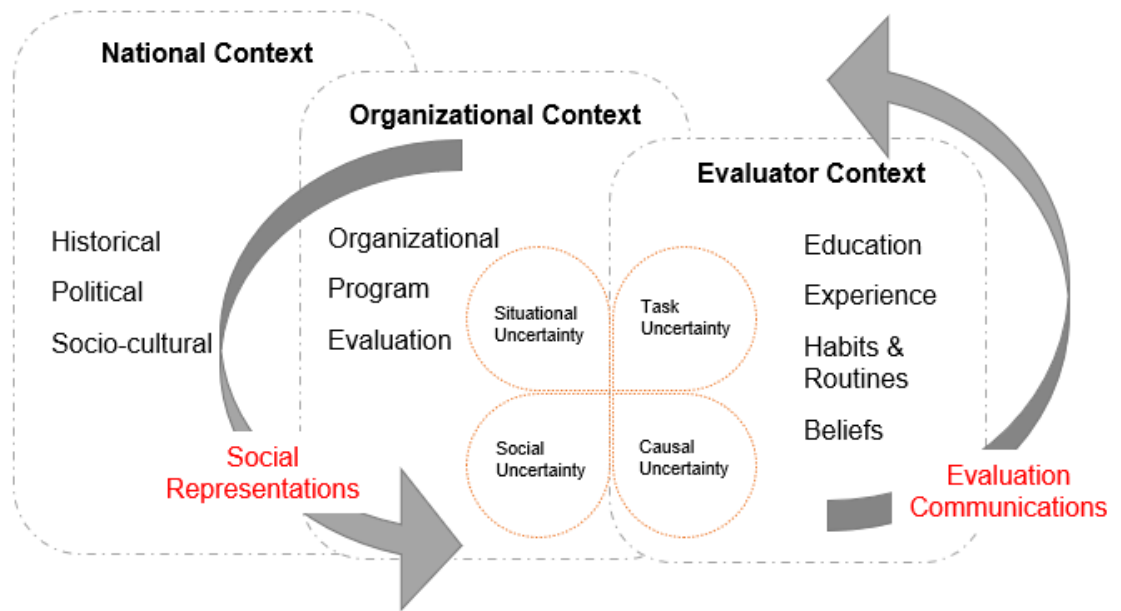 National Context
Historical
Political
Socio-cultural
Social
Representations
Organizational Context
Organizational
Program
Evaluation
Situational
Uncertainty
Task
Uncertainty
Social
Uncertainty
Causal
Uncertainty
Evaluator Context
Education
Experience
Habits &
Routines
Beliefs
Evaluation
Communications